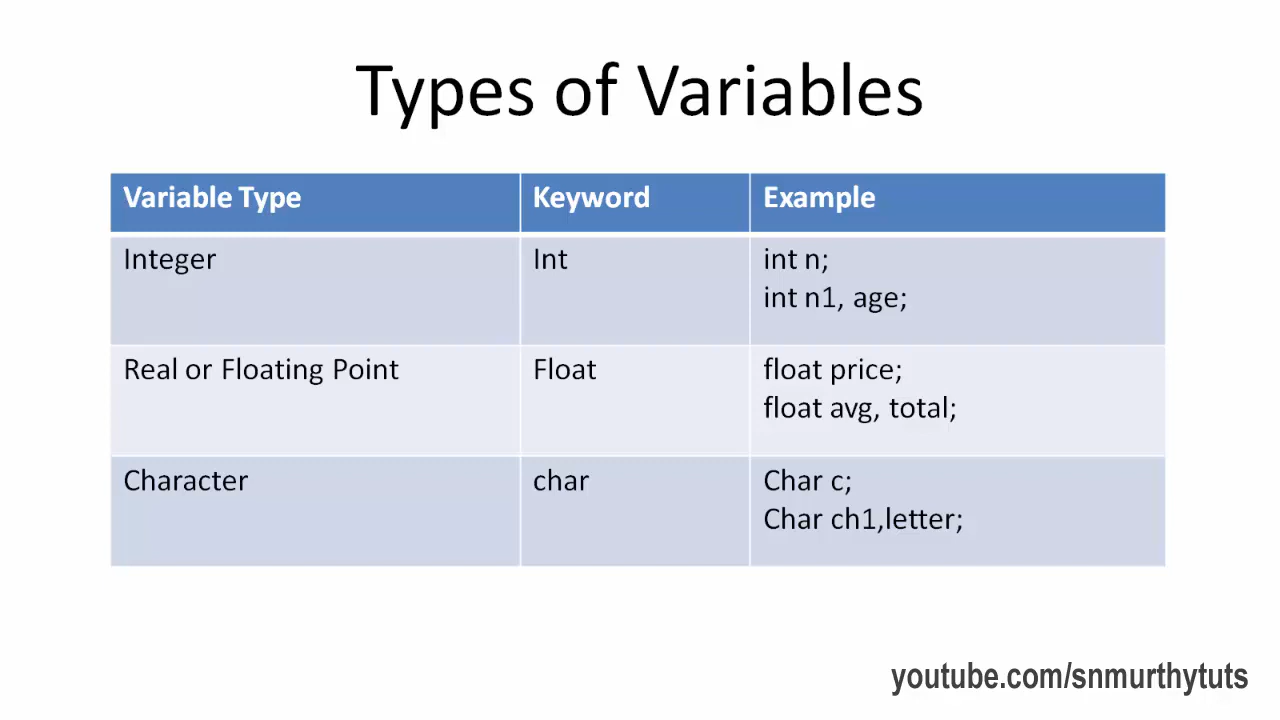 Types of Variables
Variable Type Keyword Example
Integer Int int n;
int n1, age;
Real or Floating Point Float float price;
float avg, total;
Character char Char c;
Char ch1,letter;
youtube.com/snmurthytuts